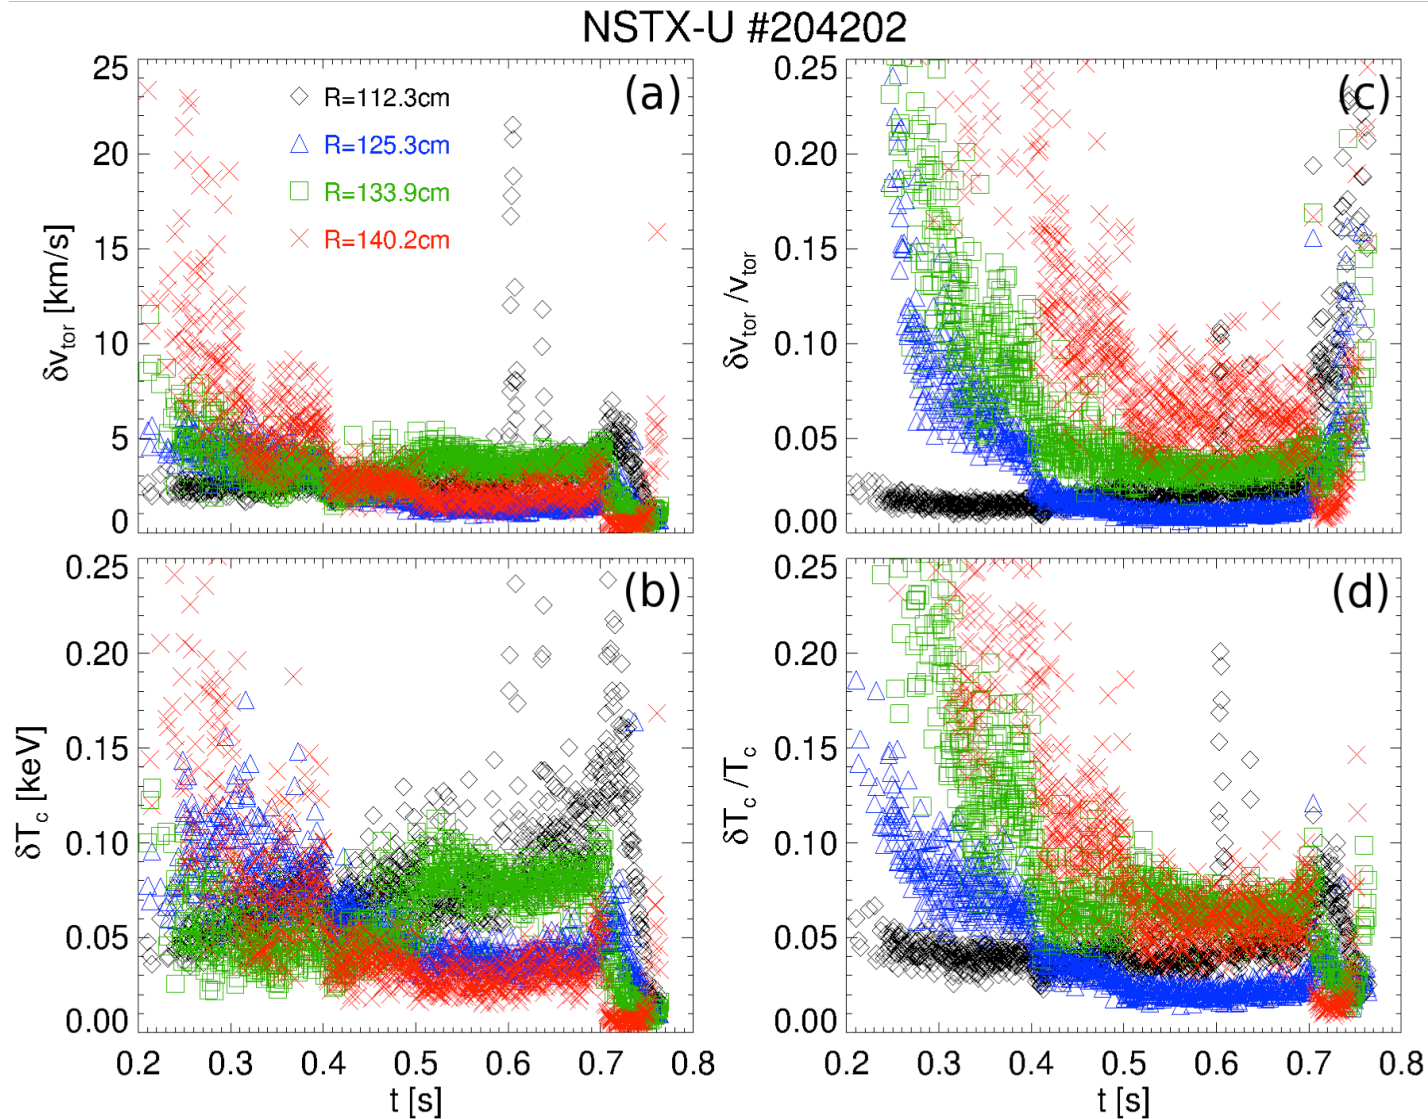 NSTX-U #204202
(a)
25
20
15
10
5
0
δv_tor [km/s]
R=112.3cm
R=125.3cm
R=133.9cm
R=140.2cm
(c)
0.25
0.20
0.15
0.10
0.05
0.00
δv_tor /v_tor
(b)
0.25
0.20
0.15
0.10
0.05
0.00
δT_c [keV]
0.2 0.3 0.4 0.5 0.6 0.7 0.8
t [s]
(d)
0.25
0.20
0.15
0.10
0.05
0.00
δT_c /T_c
0.2 0.3 0.4 0.5 0.6 0.7 0.8
t [s]